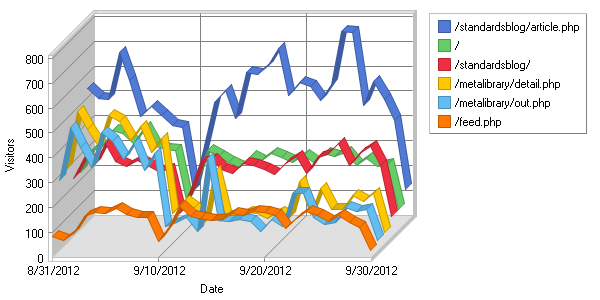 /standardsblog/article.php
/
/standardsblog/
/metalibrary/detail.php
/metalibrary/out.php
/feed.php
800
700
600
500
400
300
200
100
0
Visitors
8/31/2012 9/10/2012 9/20/2012 9/30/2012
Date